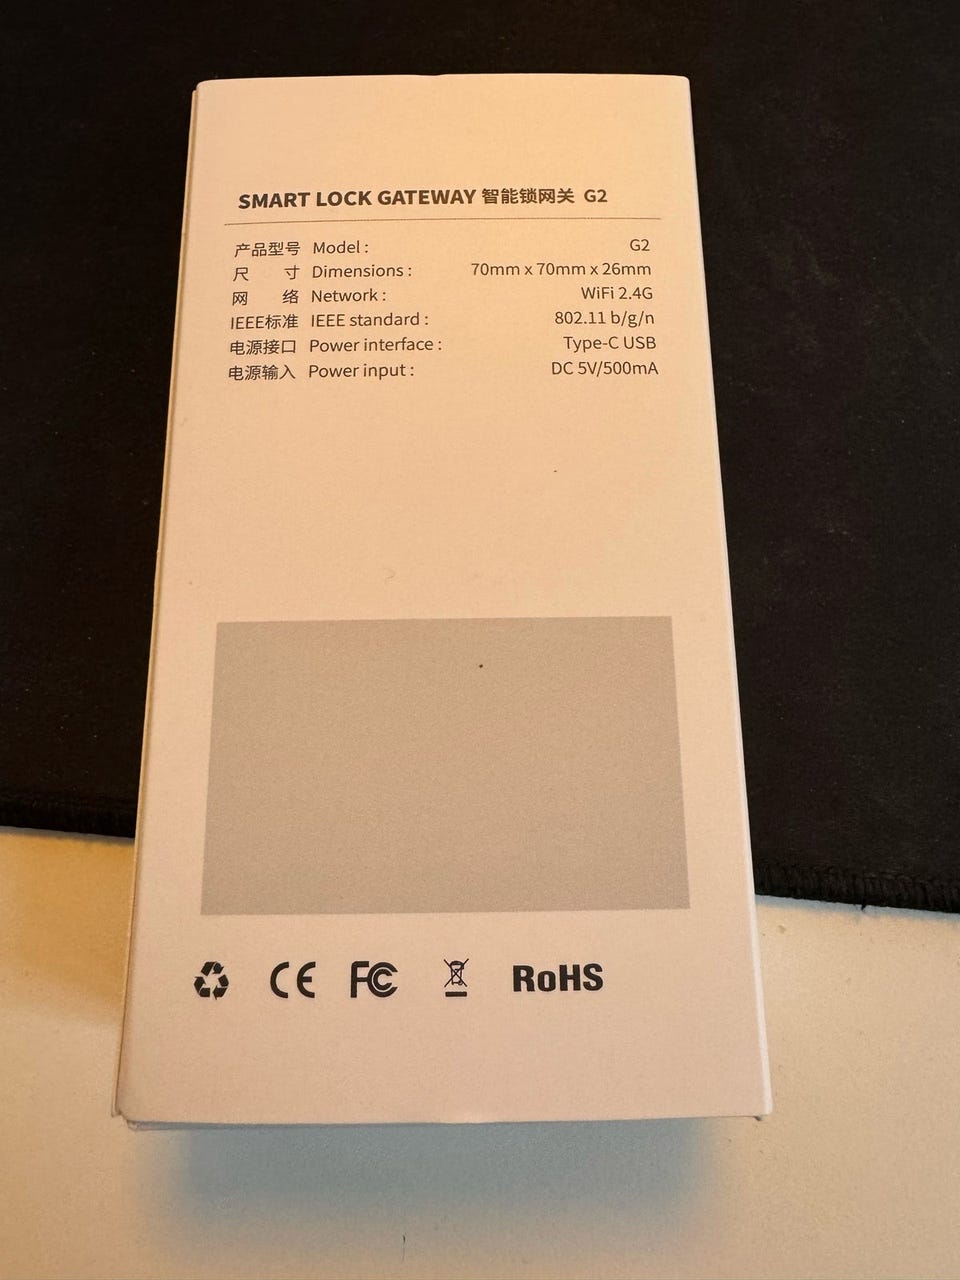 SMART LOCK GATEWAY 智能锁网关 G2
产品型号 Model : G2
尺 寸 Dimensions : 70mm x 70mm x 26mm
网 络 Network : WiFi 2.4G
IEEE标准 IEEE standard : 802.11 b/g/n
电源接口 Power interface : Type-C USB
电源输入 Power input : DC 5V/500mA
CE FC RoHS